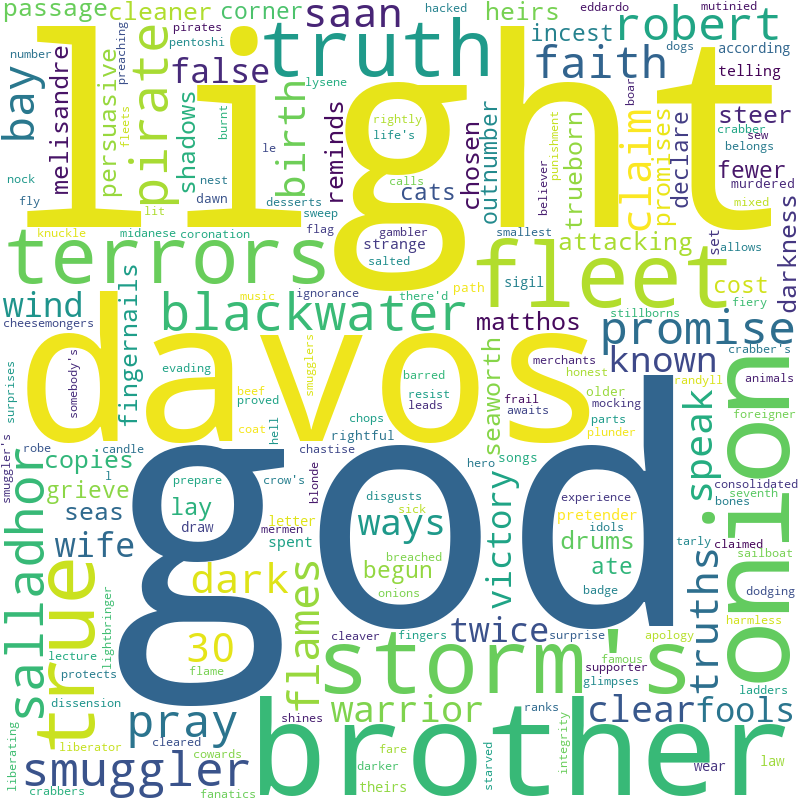 passage
cleaner
corner
saan
pirates
hacked
heirs
robert
eddardo
mutinied
number
pentoshi
preaching
light
truth
incest
faith
dogs
according
telling
bay
melisandre
persuasive
pirate
false
shadows
fleets
burnt
birth
lysene
le
rightly
life's
reminds
chosen
outnumber
boar
trueborn
claim
promises
declare
steer
crabber
sew
belongs
fewer
murdered
mixed
believer
punishment
nock
fly
nest
lit
dawn
desserts
sweep
calls
cats
gambler
strange
knuckle
midanese
coronation
flag
salted
smallest
attacking
set
allows
darkness
terrors
fleet
ignorance
there'd
path
sigil
cost
fiery
music
wind
cheesemongers
fingernails
blackwater
matthos
stillborns
promise
davos
known
surprises
somebody's
evading
smugglers
barred
resist
leads
merchants
honest
crabber's
randyll
animals
beef
proved
coat
hell
chops
rightful
seaworth
frail
awaits
older
mocking
parts
plunder
speak
foreigner
onion
smuggler's
robe
candle
l
copies
grieve
crow's
chastise
blonde
hero
songs
consolidated
seventh
bones
salladhor
god
prepare
lay
draw
letter
mermen
spent
disgusts
sick
ways
breached
begun
onions
victory
experience
pretender
idols
drums
ate
badge
tarly
claimed
sailboat
seas
wife
true
lightbringer
lecture
protects
dissension
dark
30
flame
flames
cleaver
fingers
twice
surprise
apology
truths
dodging
harmless
storm's
supporter
famous
glimpses
ladders
pray
liberator
liberating
cleared
cowards
shines
warrior
ranks
clear
fools
smuggler
crabbers
fanatics
brother
fare
darker
theirs
starved
integrity
wear
law